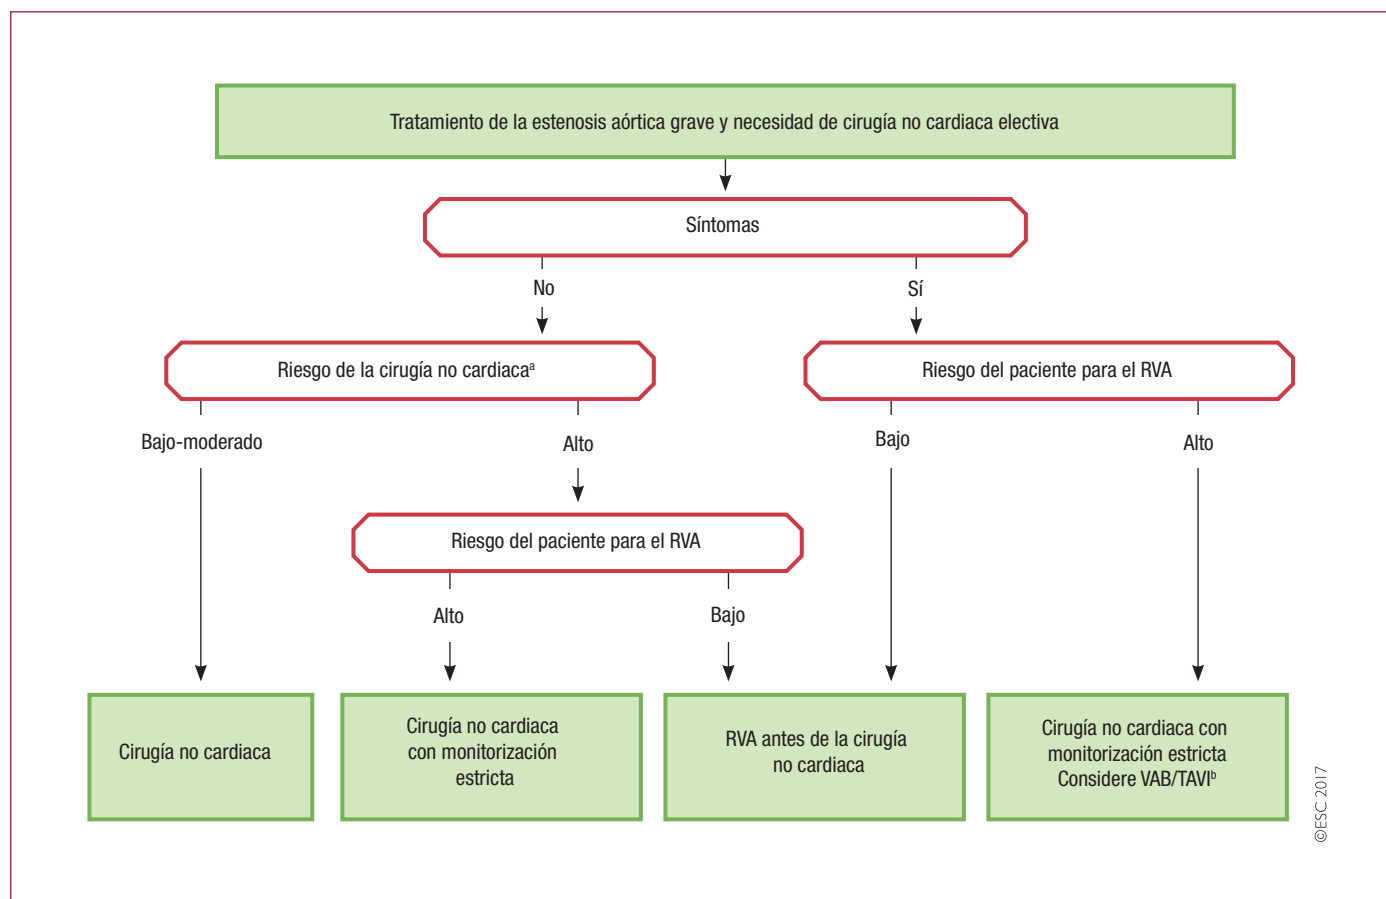 Tratamiento de la estenosis aórtica grave y necesidad de cirugía no cardiaca electiva
Síntomas
No
Sí
Riesgo de la cirugía no cardiacaᵃ
Riesgo del paciente para el RVA
Bajo-moderado
Alto
Bajo
Alto
Riesgo del paciente para el RVA
Alto
Bajo
Cirugía no cardiaca
Cirugía no cardiaca
con monitorización
estricta
RVA antes de la cirugía
no cardiaca
Cirugía no cardiaca con
monitorización estricta
Considere VAB/TAVIᵇ
©ESC 2017